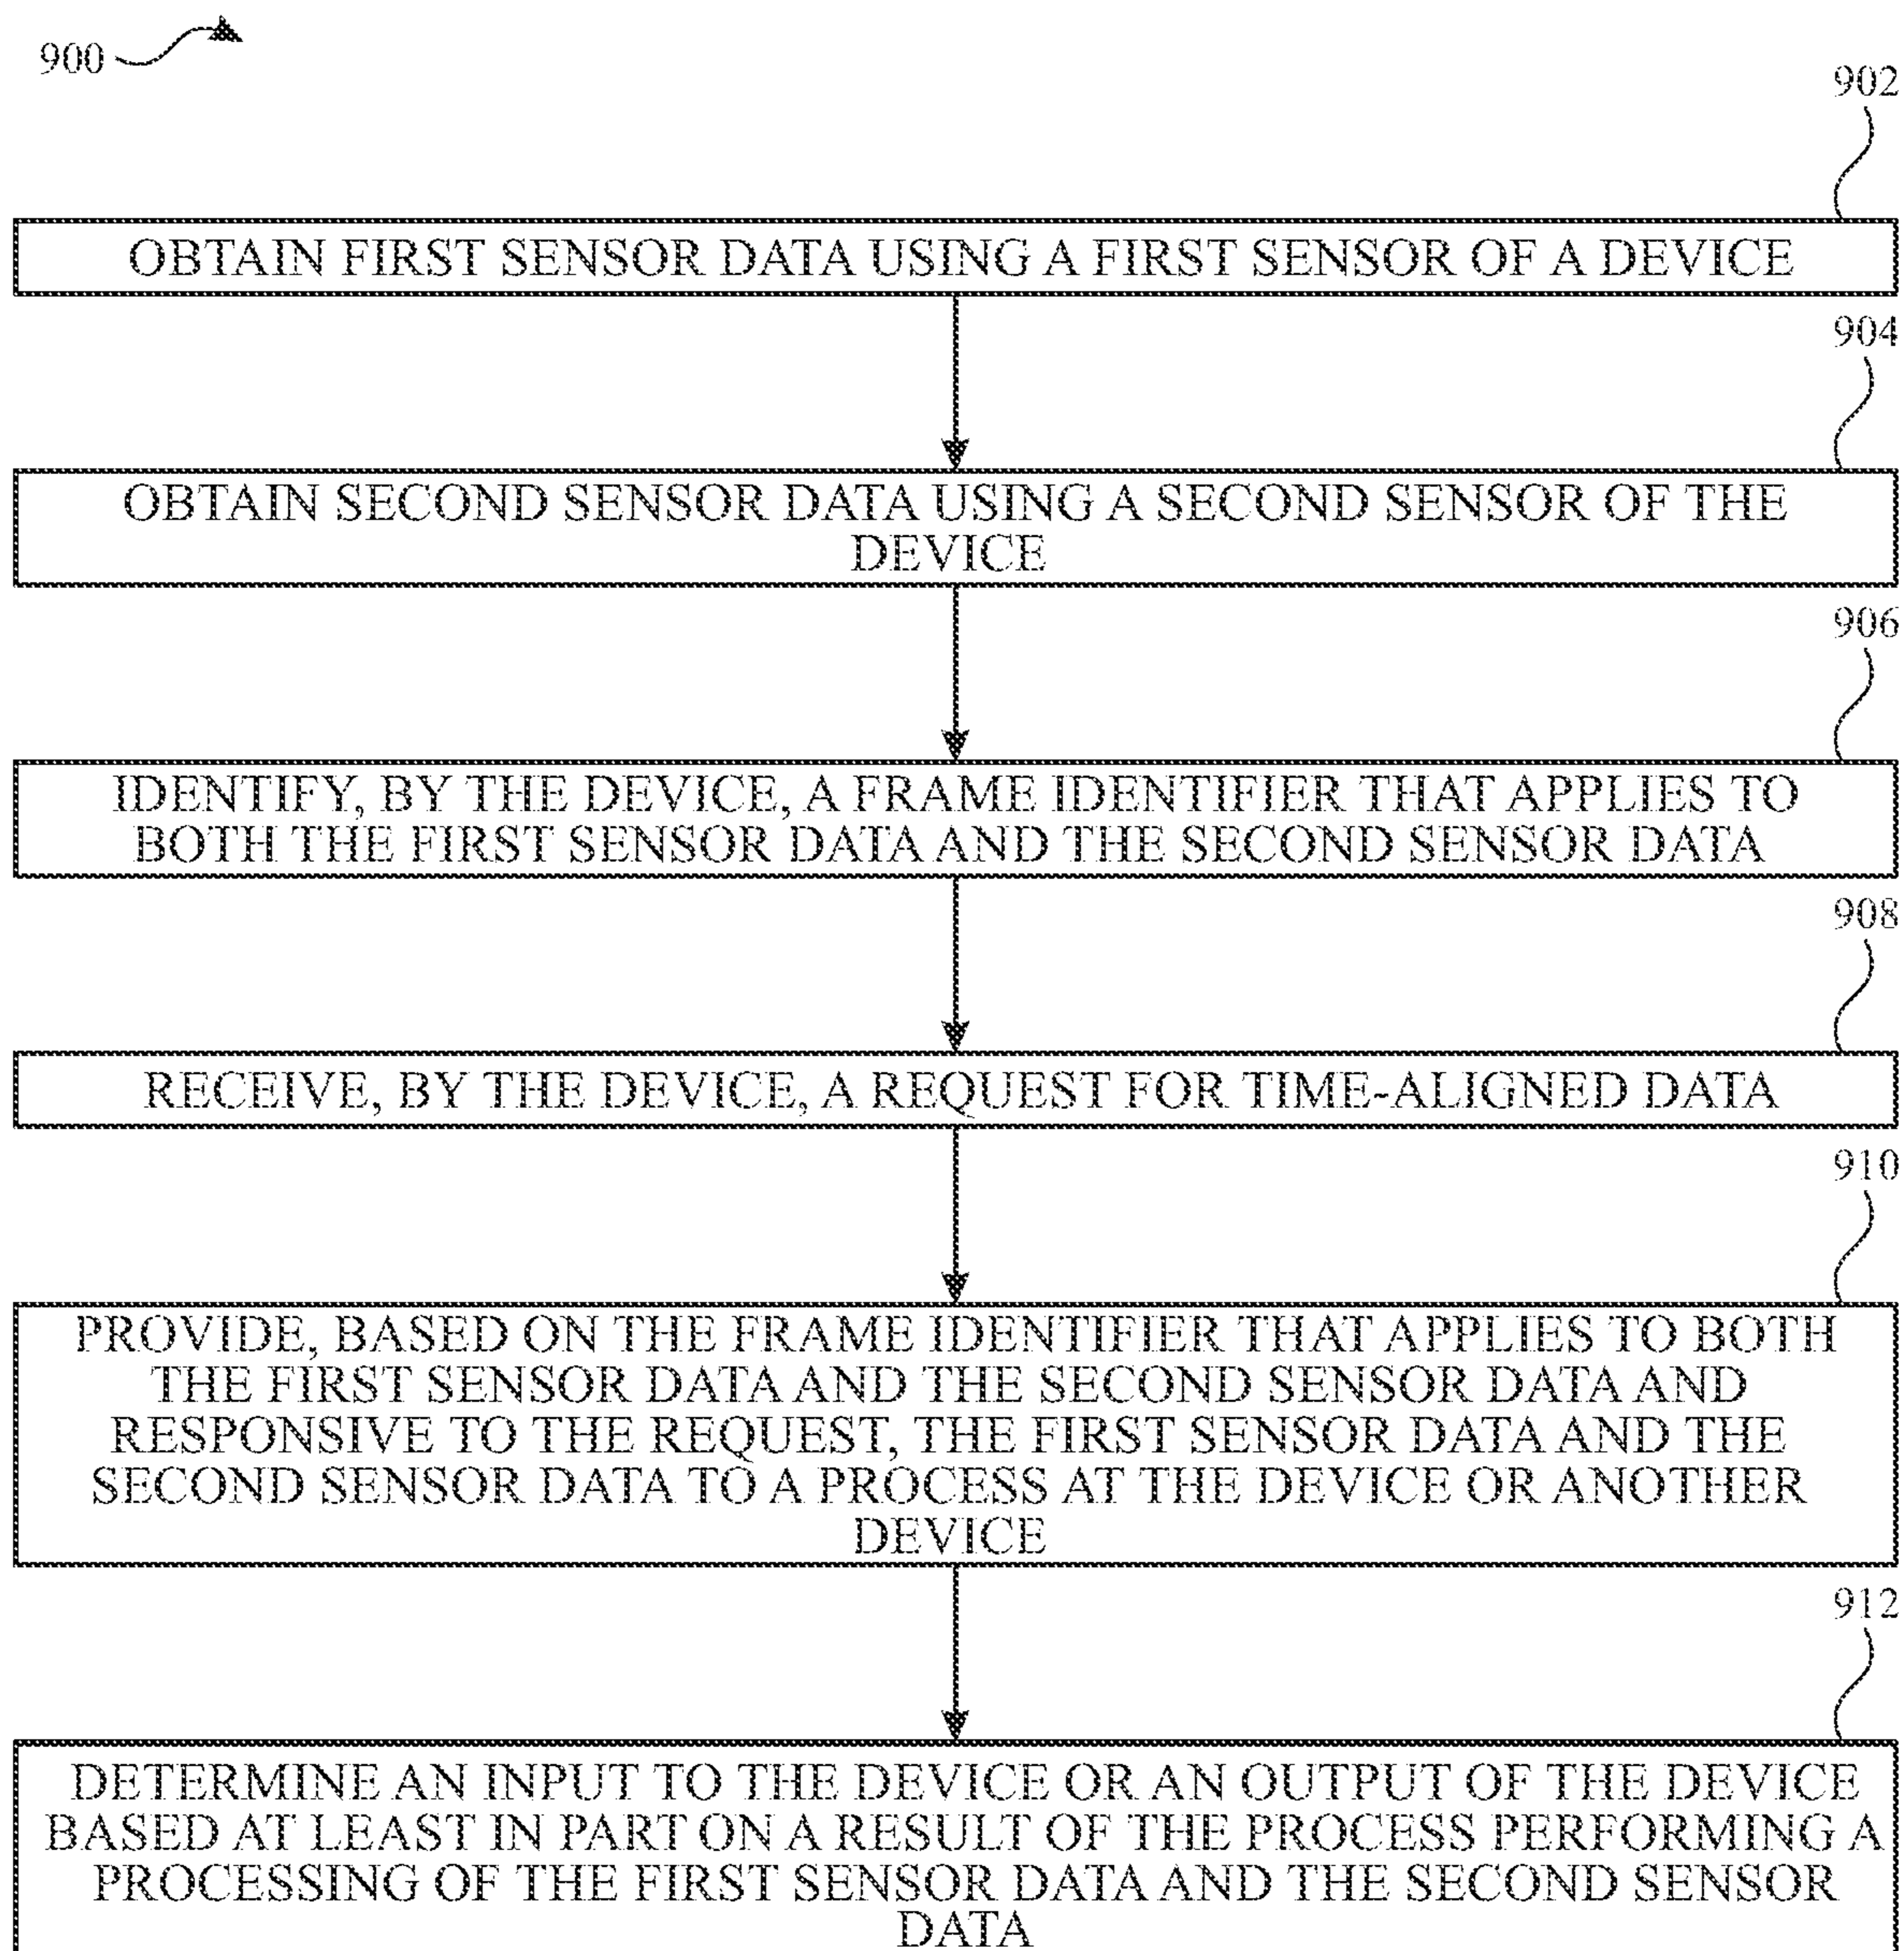 900
902
OBTAIN FIRST SENSOR DATA USING A FIRST SENSOR OF A DEVICE
904
OBTAIN SECOND SENSOR DATA USING A SECOND SENSOR OF THE
DEVICE
906
IDENTIFY, BY THE DEVICE, A FRAME IDENTIFIER THAT APPLIES TO
BOTH THE FIRST SENSOR DATA AND THE SECOND SENSOR DATA
908
RECEIVE, BY THE DEVICE, A REQUEST FOR TIME-ALIGNED DATA
910
PROVIDE, BASED ON THE FRAME IDENTIFIER THAT APPLIES TO BOTH
THE FIRST SENSOR DATA AND THE SECOND SENSOR DATA AND
RESPONSIVE TO THE REQUEST, THE FIRST SENSOR DATA AND THE
SECOND SENSOR DATA TO A PROCESS AT THE DEVICE OR ANOTHER
DEVICE
912
DETERMINE AN INPUT TO THE DEVICE OR AN OUTPUT OF THE DEVICE
BASED AT LEAST IN PART ON A RESULT OF THE PROCESS PERFORMING A
PROCESSING OF THE FIRST SENSOR DATA AND THE SECOND SENSOR
DATA